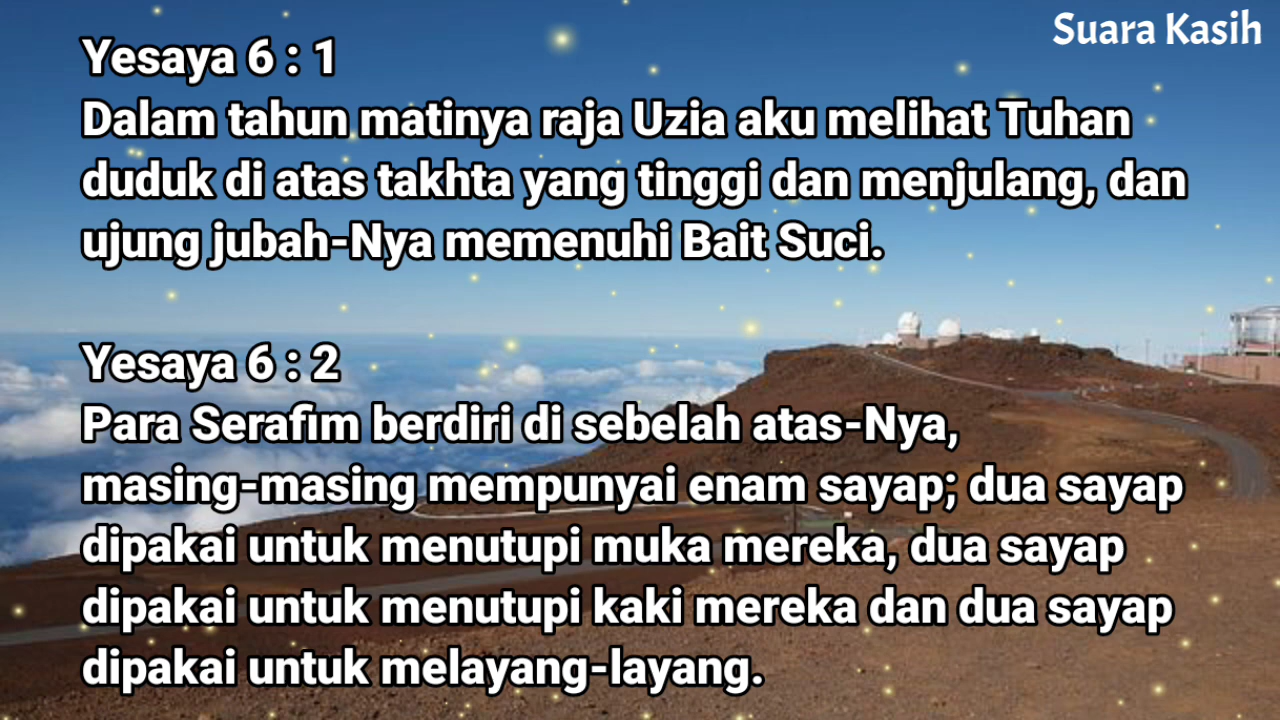 Suara Kasih
Yesaya 6 : 1
Dalam tahun matinya raja Uzia aku melihat Tuhan
duduk di atas takhta yang tinggi dan menjulang, dan
ujung jubah-Nya memenuhi Bait Suci.
Yesaya 6 : 2
Para Serafim berdiri di sebelah atas-Nya,
masing-masing mempunyai enam sayap; dua sayap
dipakai untuk menutupi muka mereka, dua sayap
dipakai untuk menutupi kaki mereka dan dua sayap
dipakai untuk melayang-layang.